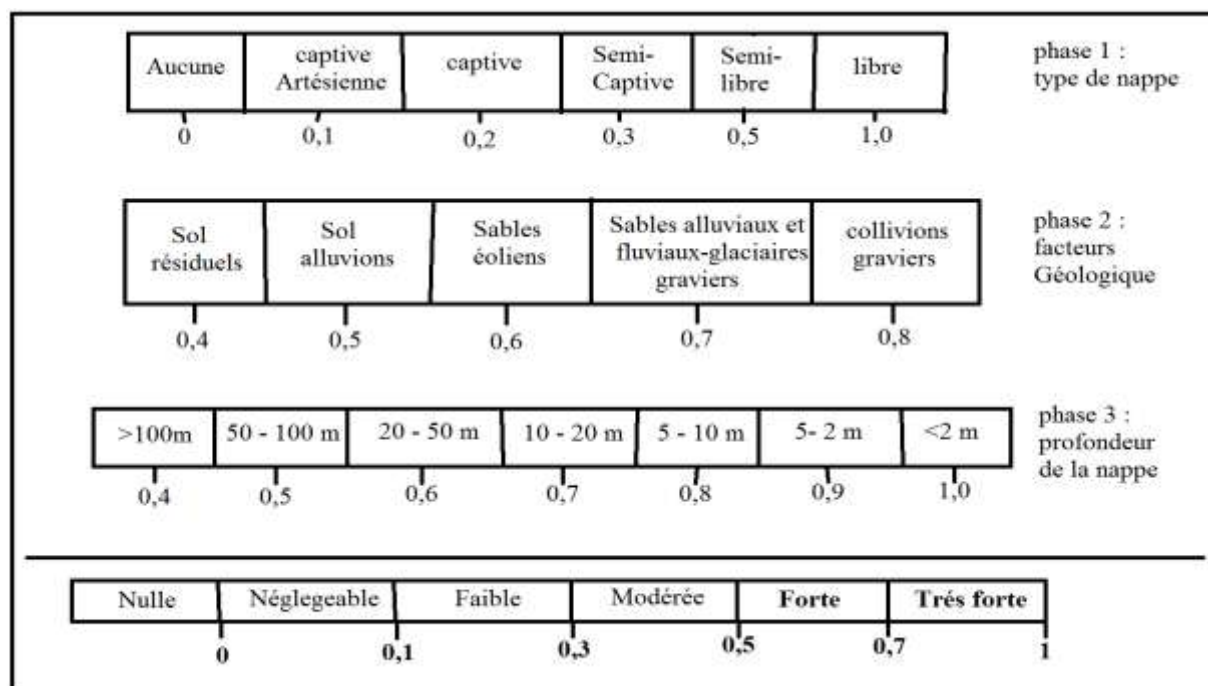 Aucune
captive
Artésienne
captive
Semi-
Captive
Semi-
libre
libre
phase 1 :
type de nappe
0 0,1 0,2 0,3 0,5 1,0
Sol
résiduels
Sol
alluvions
Sables
éoliens
Sables alluviaux et
fluviaux-glaciaires
graviers
collivions
graviers
phase 2 :
facteurs
Géologique
0,4 0,5 0,6 0,7 0,8
>100m 50 - 100 m 20 - 50 m 10 - 20 m 5 - 10 m 5- 2 m <2 m
phase 3 :
profondeur
de la nappe
0,4 0,5 0,6 0,7 0,8 0,9 1,0
Nulle Néglegeable Faible Modérée Forte Trés forte
0 0,1 0,3 0,5 0,7 1